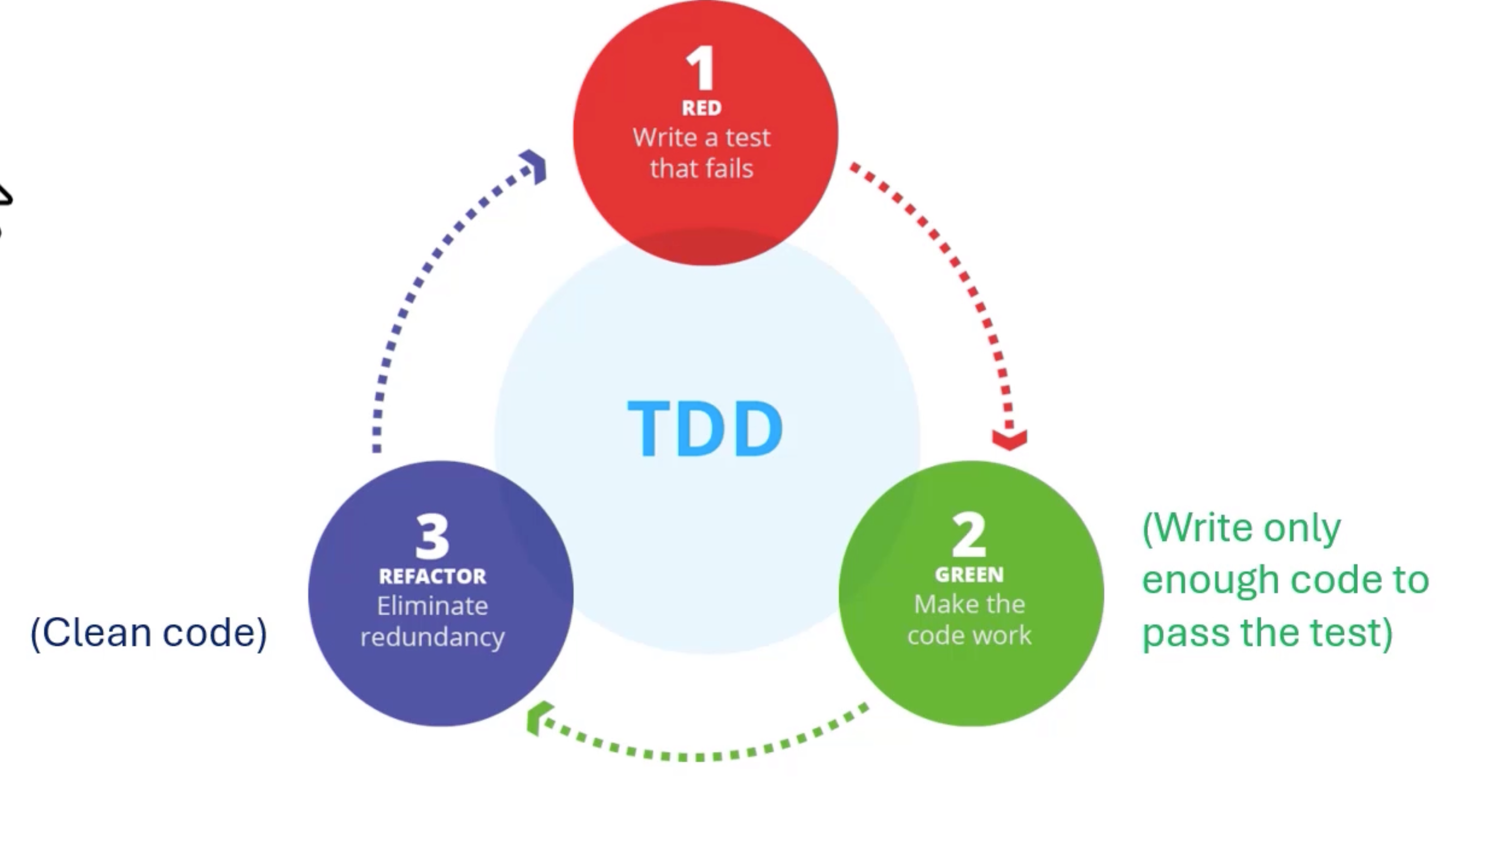 1
RED
Write a test
that fails
TDD
2
GREEN
Make the
code work
(Write only
enough code to
pass the test)
3
REFACTOR
Eliminate
redundancy
(Clean code)